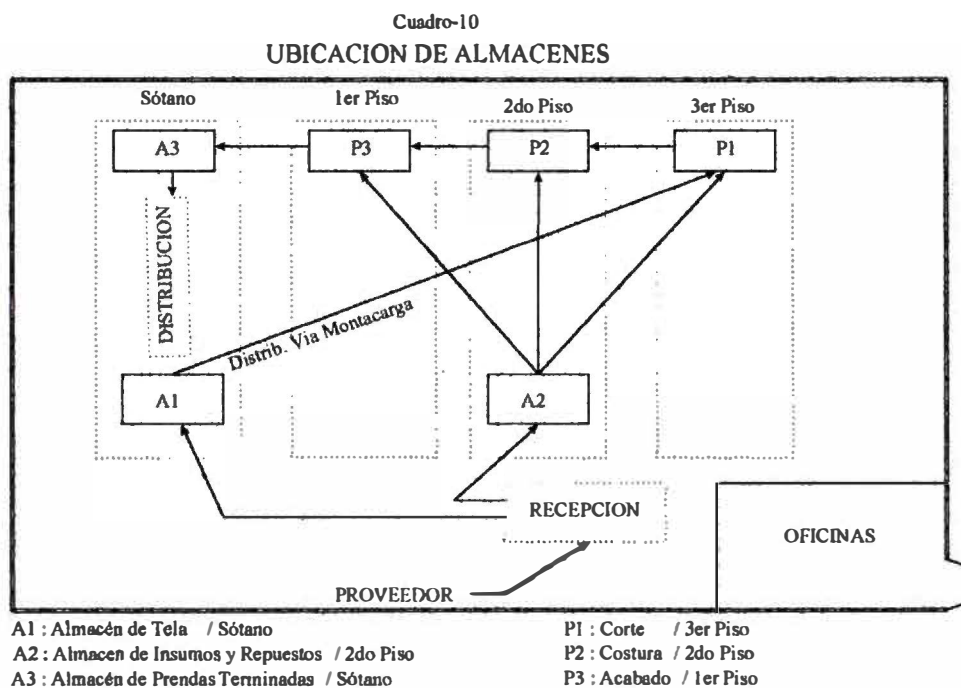 Cuadro-10
UBICACION DE ALMACENES
Sótano
1er Piso
2do Piso
3er Piso
A3
P3
P2
P1
DISTRIBUCION
Distrib. Via Montacarga
A1
A2
RECEPCION
OFICINAS
PROVEEDOR
A1 : Almacén de Tela / Sótano
A2 : Almacen de Insumos y Repuestos / 2do Piso
A3 : Almacén de Prendas Terminadas / Sótano
P1 : Corte / 3er Piso
P2 : Costura / 2do Piso
P3 : Acabado / 1er Piso